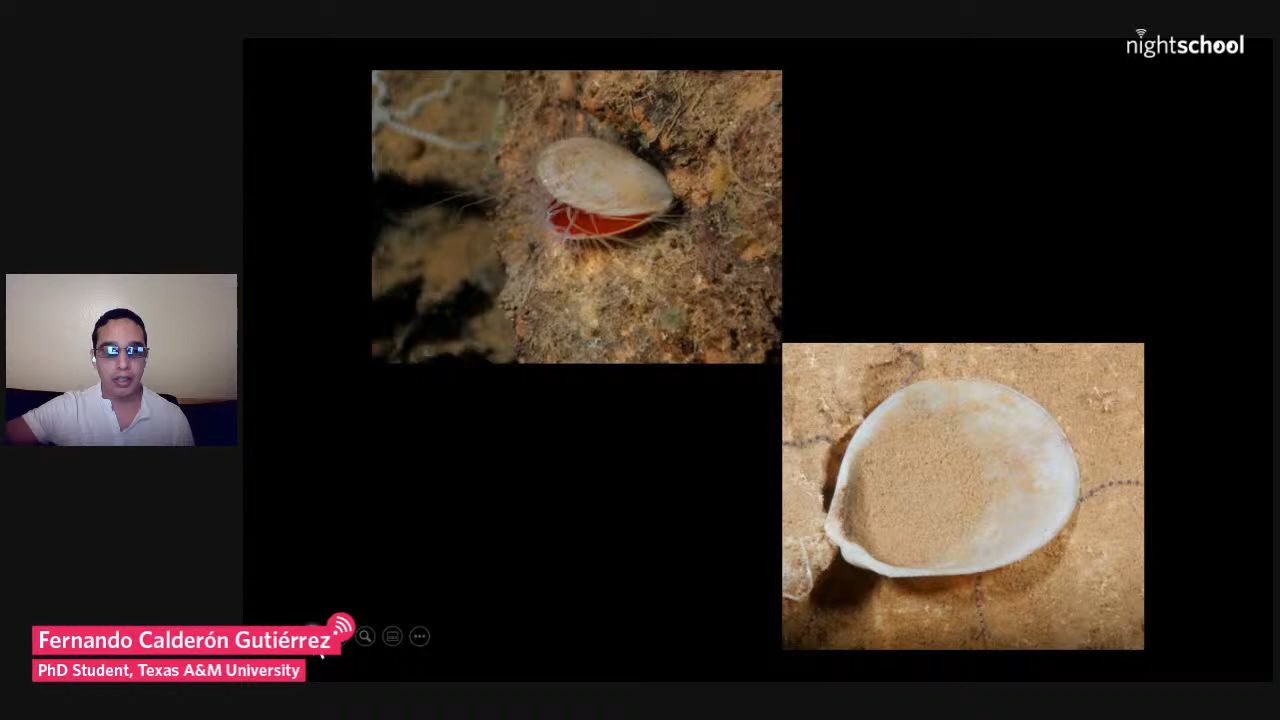 nightschool
Fernando Calderón Gutiérrez
PhD Student, Texas A&M University